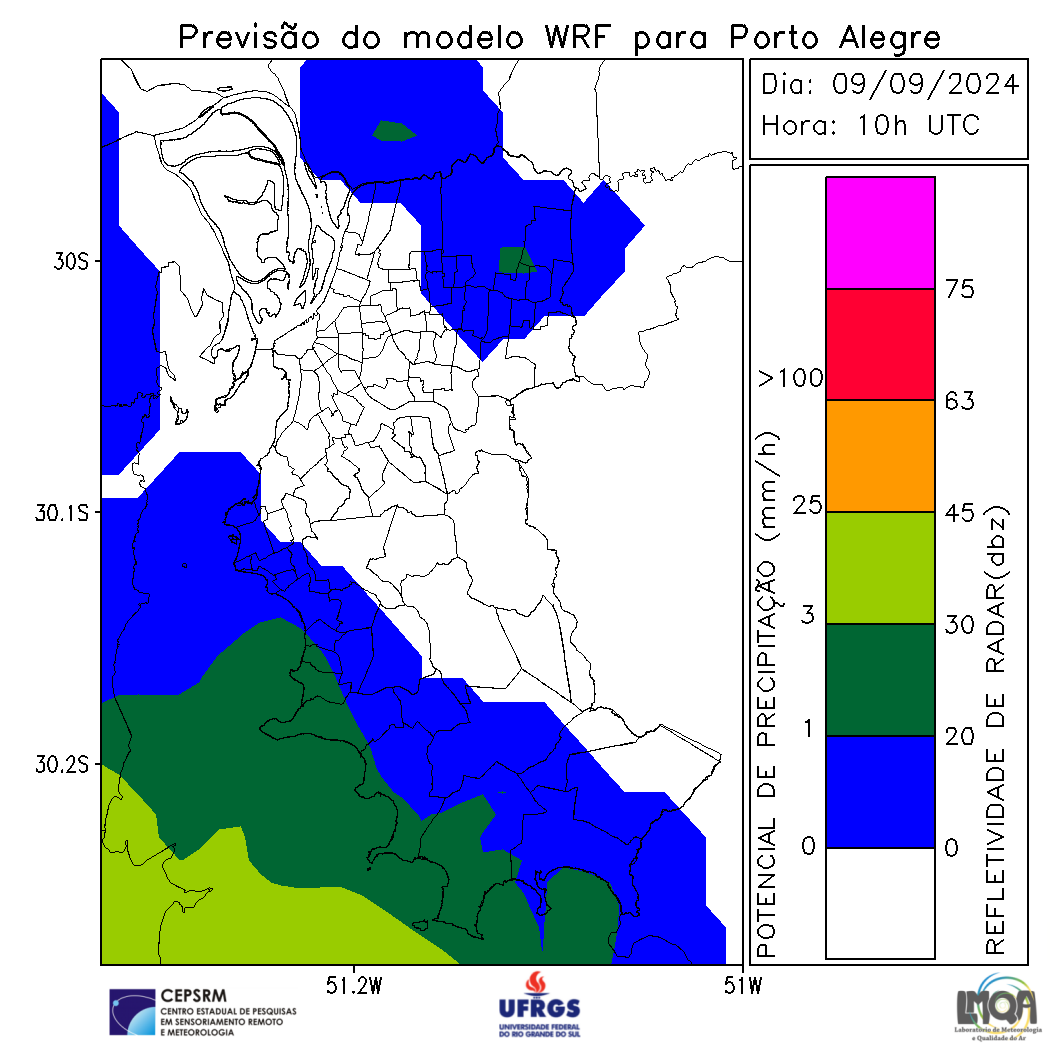 Previsão do modelo WRF para Porto Alegre
Dia: 09/09/2024
Hora: 10h UTC
30S
30.1S
30.2S
51.2W
51W
POTENCIAL DE PRECIPITAÇÃO (mm/h)
>100
25
3
1
0
75
63
45
30
20
0
REFLETIVIDADE DE RADAR(dbz)
CEPSRM
CENTRO ESTADUAL DE PESQUISAS
EM SENSORIAMENTO REMOTO
E METEOROLOGIA
UFRGS
UNIVERSIDADE FEDERAL
DO RIO GRANDE DO SUL
LMQA
Laboratório de Meteorologia
e Qualidade do Ar